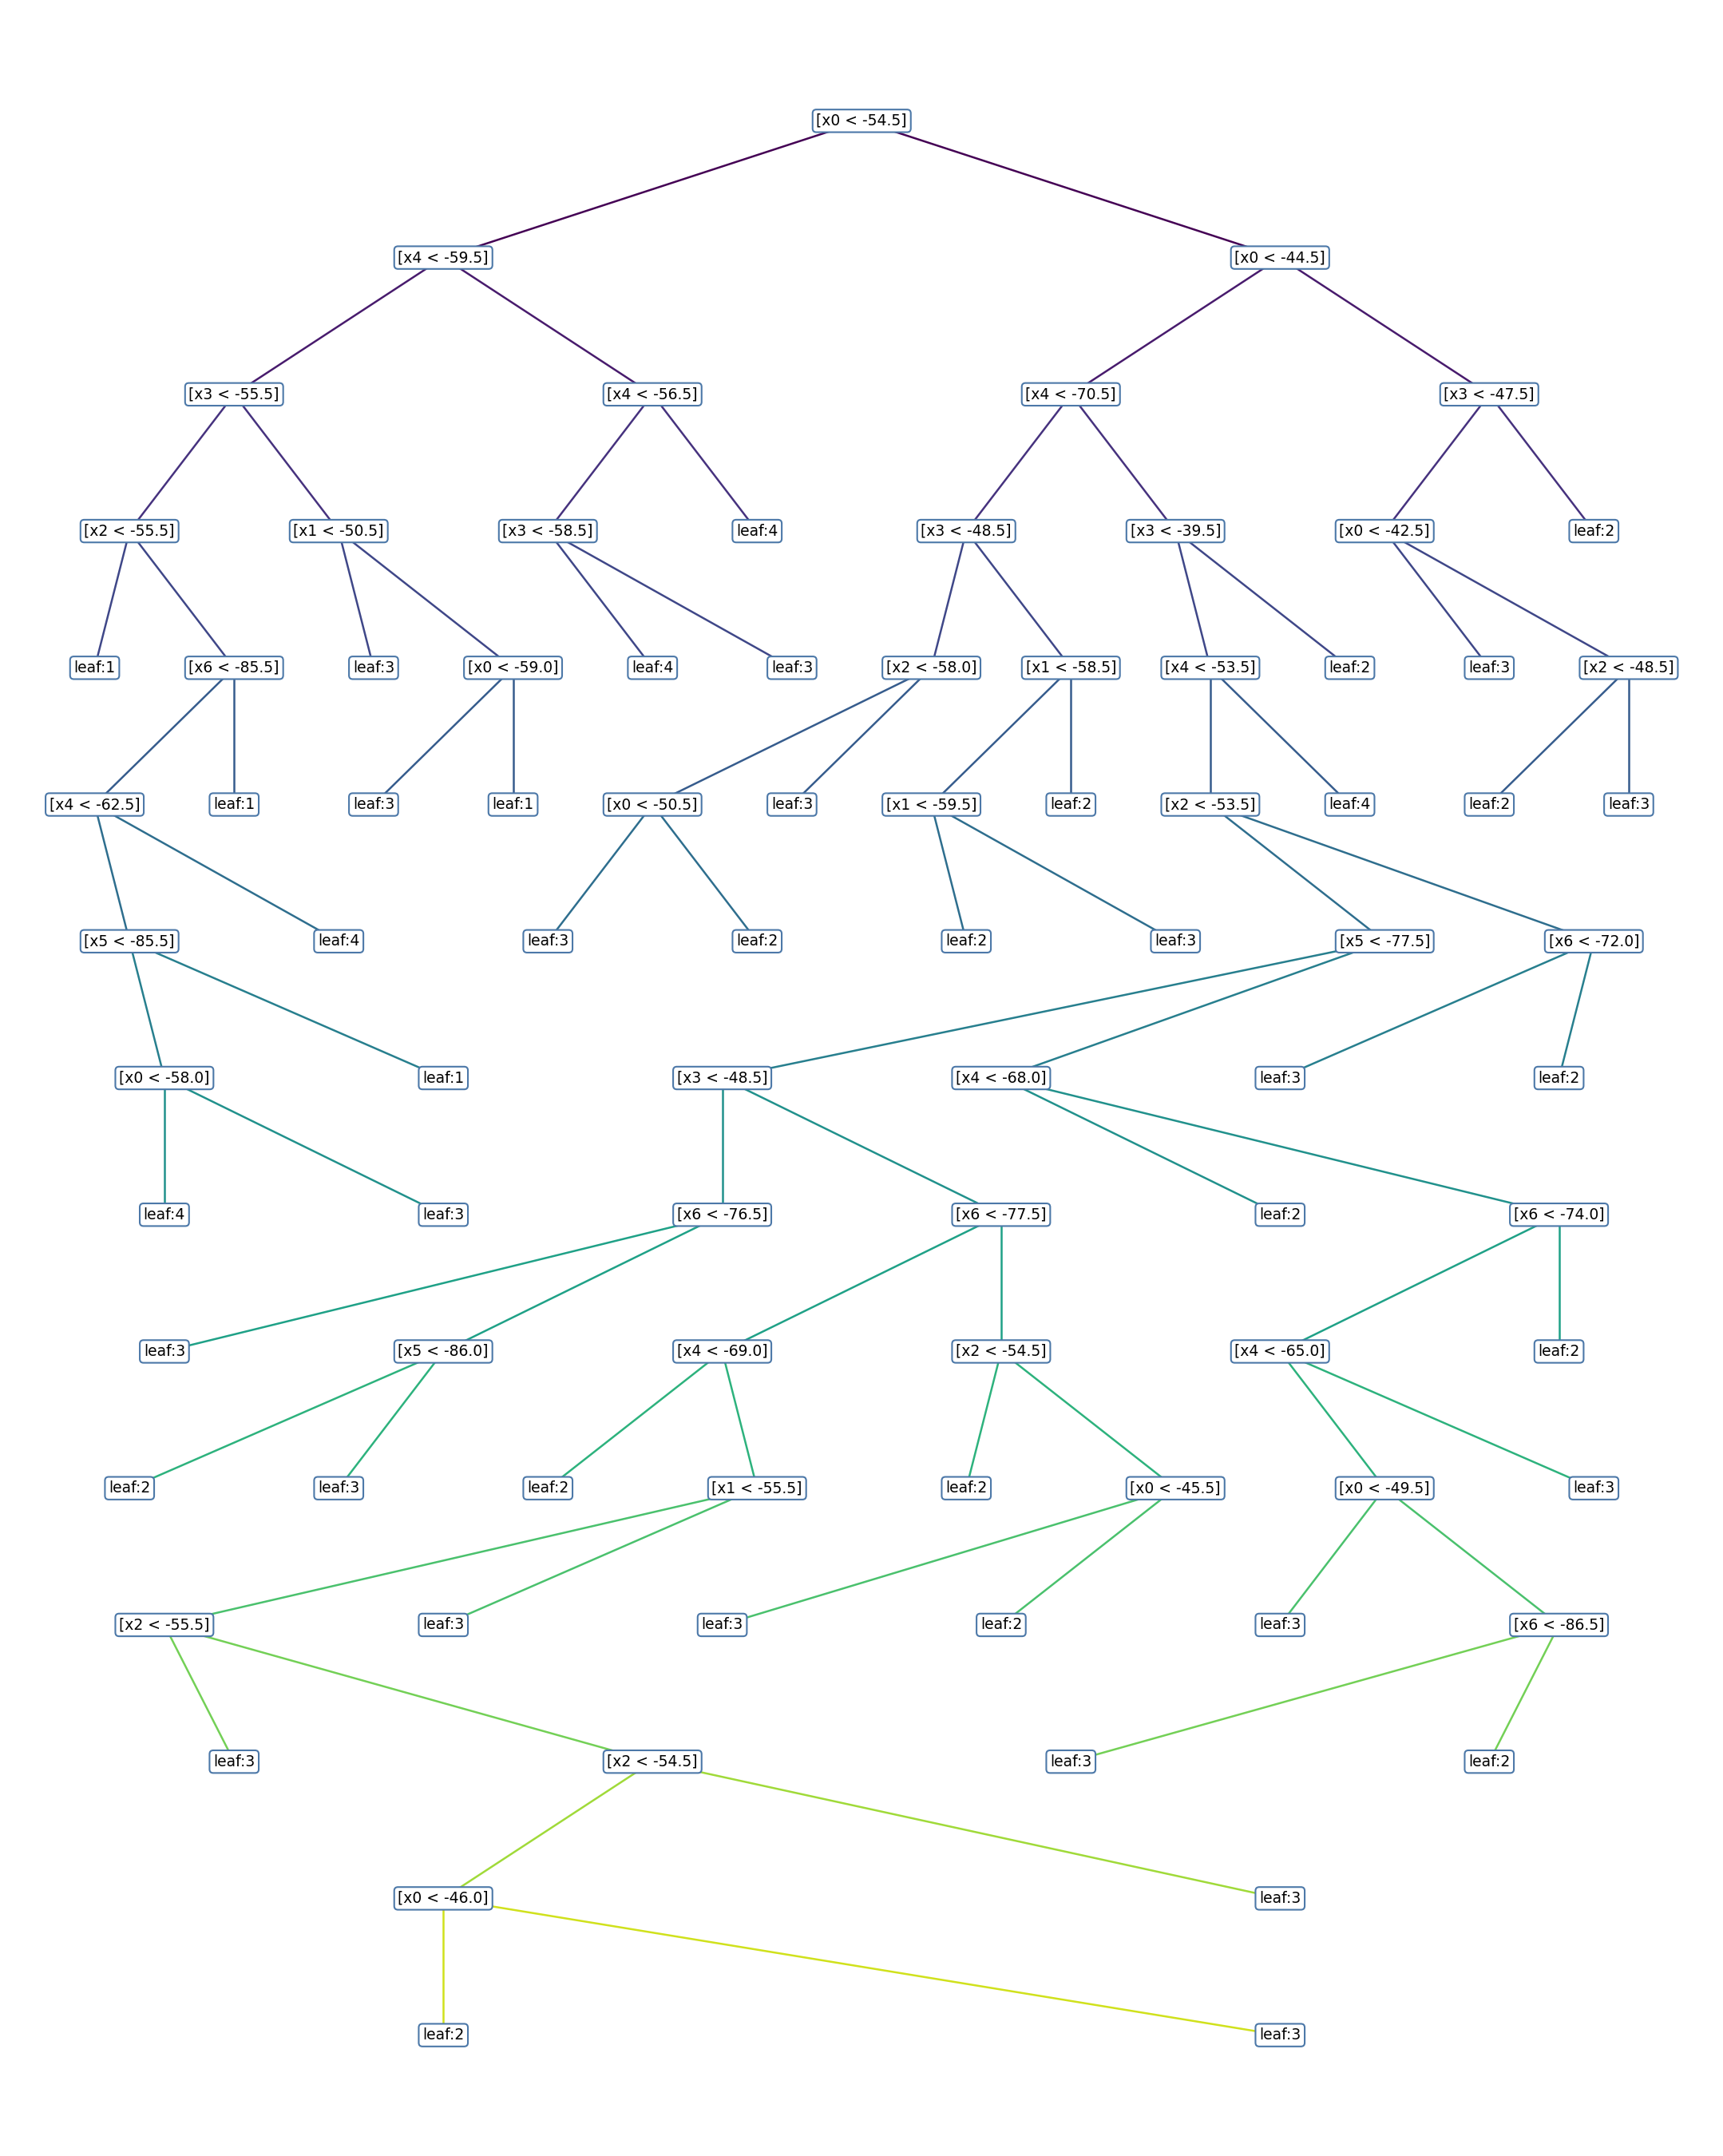 [x0 < -54.5]
[x4 < -59.5]
[x0 < -44.5]
[x3 < -55.5]
[x4 < -56.5]
[x4 < -70.5]
[x3 < -47.5]
[x2 < -55.5]
[x1 < -50.5]
[x3 < -58.5]
leaf:4
[x3 < -48.5]
[x3 < -39.5]
[x0 < -42.5]
leaf:2
leaf:1
[x6 < -85.5]
leaf:3
[x0 < -59.0]
leaf:4
leaf:3
[x2 < -58.0]
[x1 < -58.5]
[x4 < -53.5]
leaf:2
leaf:3
[x2 < -48.5]
[x4 < -62.5]
leaf:1
leaf:3
leaf:1
[x0 < -50.5]
leaf:3
[x1 < -59.5]
leaf:2
[x2 < -53.5]
leaf:4
leaf:2
leaf:3
[x5 < -85.5]
leaf:4
leaf:3
leaf:2
leaf:2
leaf:3
[x5 < -77.5]
[x6 < -72.0]
[x0 < -58.0]
leaf:1
[x3 < -48.5]
[x4 < -68.0]
leaf:3
leaf:2
leaf:4
leaf:3
[x6 < -76.5]
[x6 < -77.5]
leaf:2
[x6 < -74.0]
leaf:3
[x5 < -86.0]
[x4 < -69.0]
[x2 < -54.5]
[x4 < -65.0]
leaf:2
leaf:2
leaf:3
leaf:2
[x1 < -55.5]
leaf:2
[x0 < -45.5]
[x0 < -49.5]
leaf:3
[x2 < -55.5]
leaf:3
leaf:3
leaf:2
leaf:3
[x6 < -86.5]
leaf:3
[x2 < -54.5]
leaf:3
leaf:2
[x0 < -46.0]
leaf:3
leaf:2
leaf:3